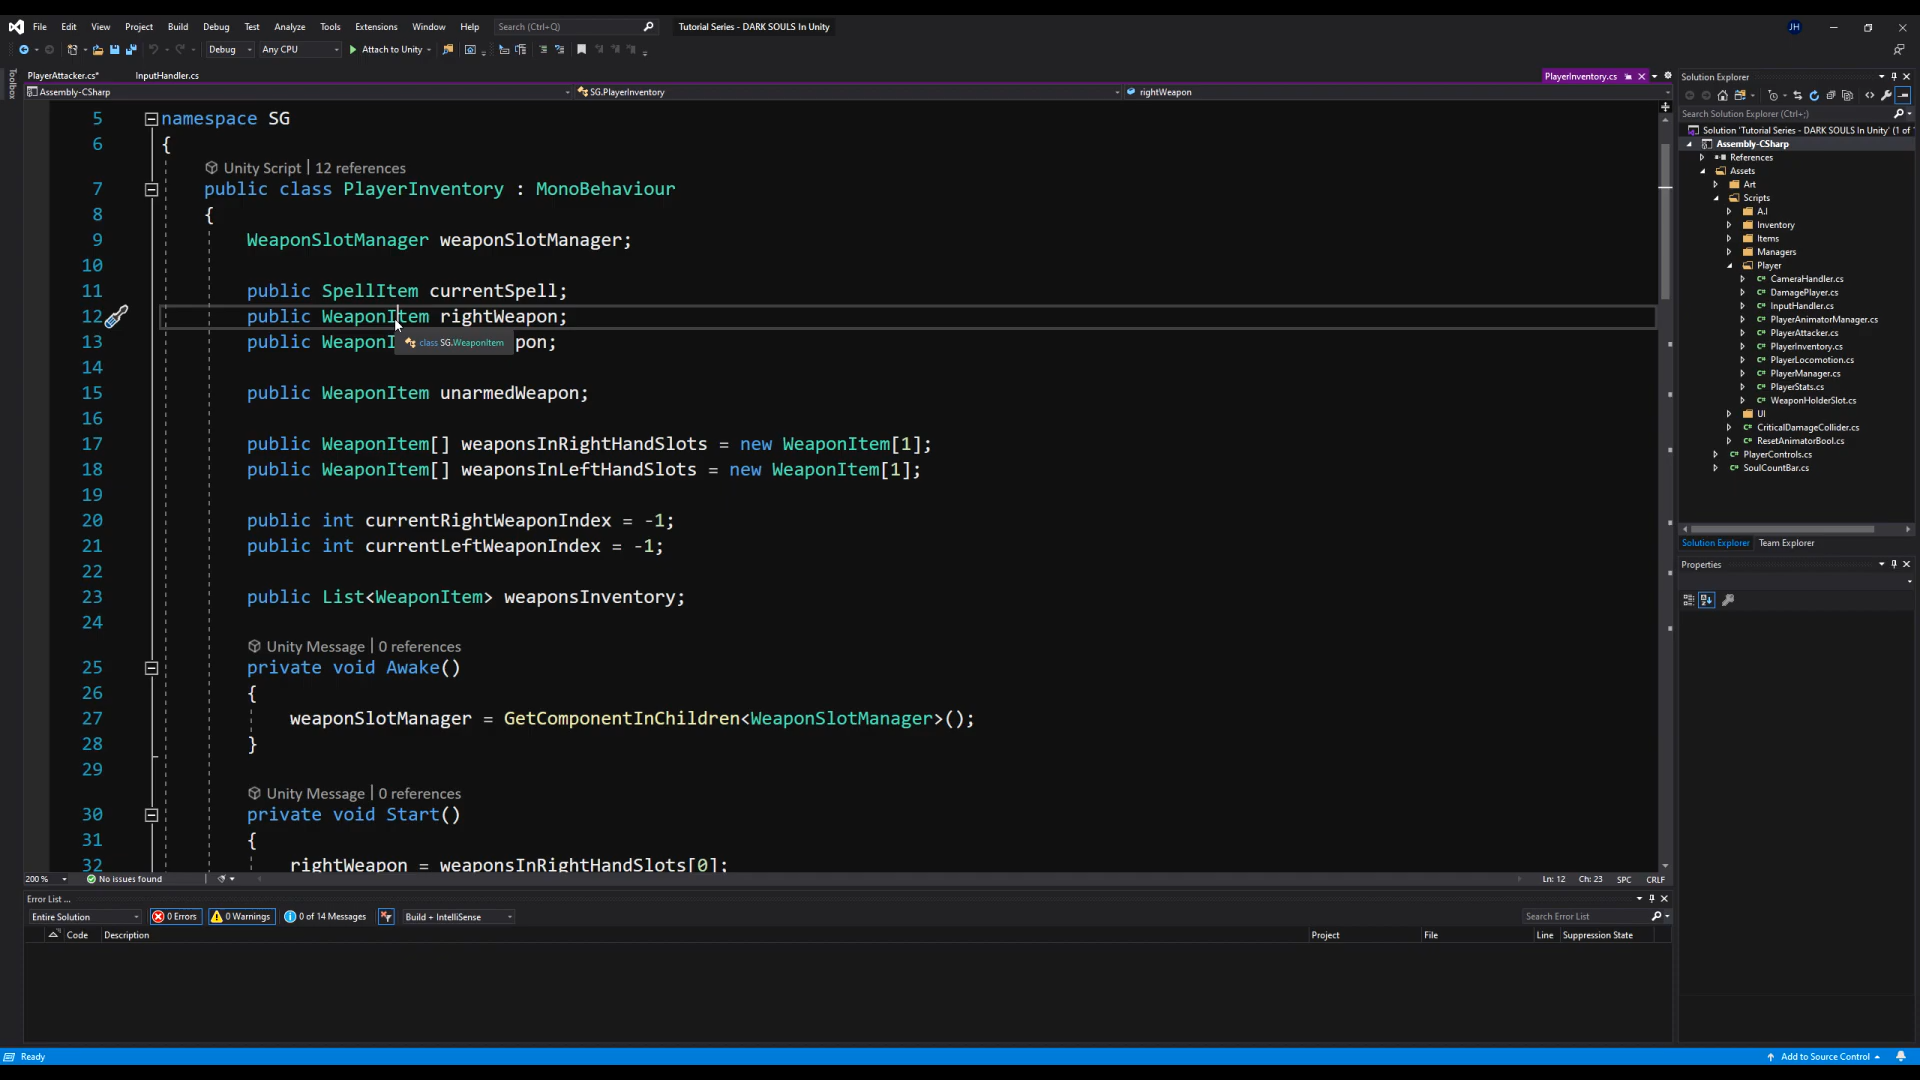 File Edit View Project Build Debug Test Analyze Tools Extensions Window Help Search (Ctrl+Q) Tutorial Series - DARK SOULS In Unity JH
Debug Any CPU Attach to Unity
Toolbox
PlayerAttacker.cs* InputHandler.cs PlayerInventory.cs
Assembly-CSharp SG.PlayerInventory rightWeapon
5 namespace SG
6 {
Unity Script | 12 references
7 public class PlayerInventory : MonoBehaviour
8 {
9 WeaponSlotManager weaponSlotManager;
10
11 public SpellItem currentSpell;
12 public WeaponItem rightWeapon;
13 public WeaponI pon;
class SG.WeaponItem
14
15 public WeaponItem unarmedWeapon;
16
17 public WeaponItem[] weaponsInRightHandSlots = new WeaponItem[1];
18 public WeaponItem[] weaponsInLeftHandSlots = new WeaponItem[1];
19
20 public int currentRightWeaponIndex = -1;
21 public int currentLeftWeaponIndex = -1;
22
23 public List<WeaponItem> weaponsInventory;
24
Unity Message | 0 references
25 private void Awake()
26 {
27 weaponSlotManager = GetComponentInChildren<WeaponSlotManager>();
28 }
29
Unity Message | 0 references
30 private void Start()
31 {
32 rightWeapon = weaponsInRightHandSlots[0];
200 % No issues found Ln: 12 Ch: 23 SPC CRLF
Error List ...
Entire Solution 0 Errors 0 Warnings 0 of 14 Messages Build + IntelliSense Search Error List
Code Description Project File Line Suppression State
Ready Add to Source Control
Solution Explorer
Search Solution Explorer (Ctrl+;)
Solution 'Tutorial Series - DARK SOULS In Unity' (1 of
Assembly-CSharp
References
Assets
Art
Scripts
A.I
Inventory
Items
Managers
Player
CameraHandler.cs
DamagePlayer.cs
InputHandler.cs
PlayerAnimatorManager.cs
PlayerAttacker.cs
PlayerInventory.cs
PlayerLocomotion.cs
PlayerManager.cs
PlayerStats.cs
WeaponHolderSlot.cs
UI
CriticalDamageCollider.cs
ResetAnimatorBool.cs
PlayerControls.cs
SoulCountBar.cs
Solution Explorer Team Explorer
Properties